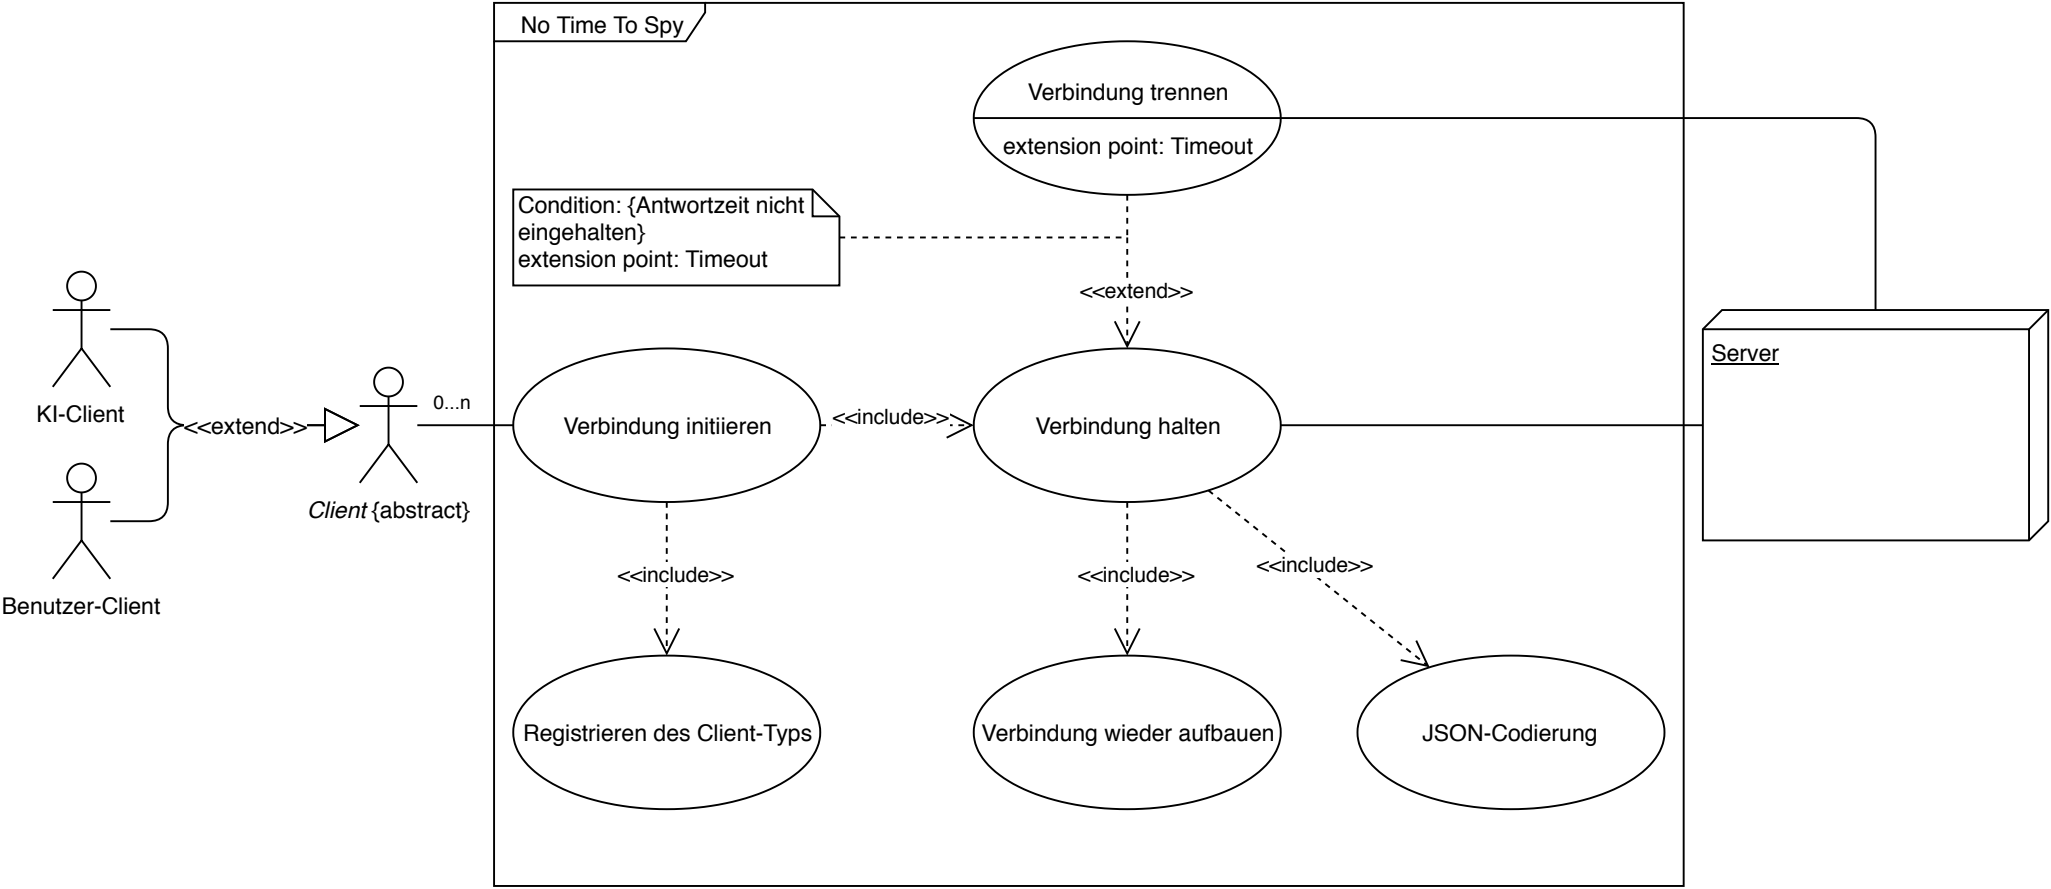 No Time To Spy
Verbindung trennen
extension point: Timeout
Condition: {Antwortzeit nicht
eingehalten}
extension point: Timeout
<<extend>>
Server
KI-Client
<<extend>>
0...n
Client {abstract}
Verbindung initiieren
<<include>>
Verbindung halten
Benutzer-Client
<<include>>
<<include>>
<<include>>
Registrieren des Client-Typs
Verbindung wieder aufbauen
JSON-Codierung